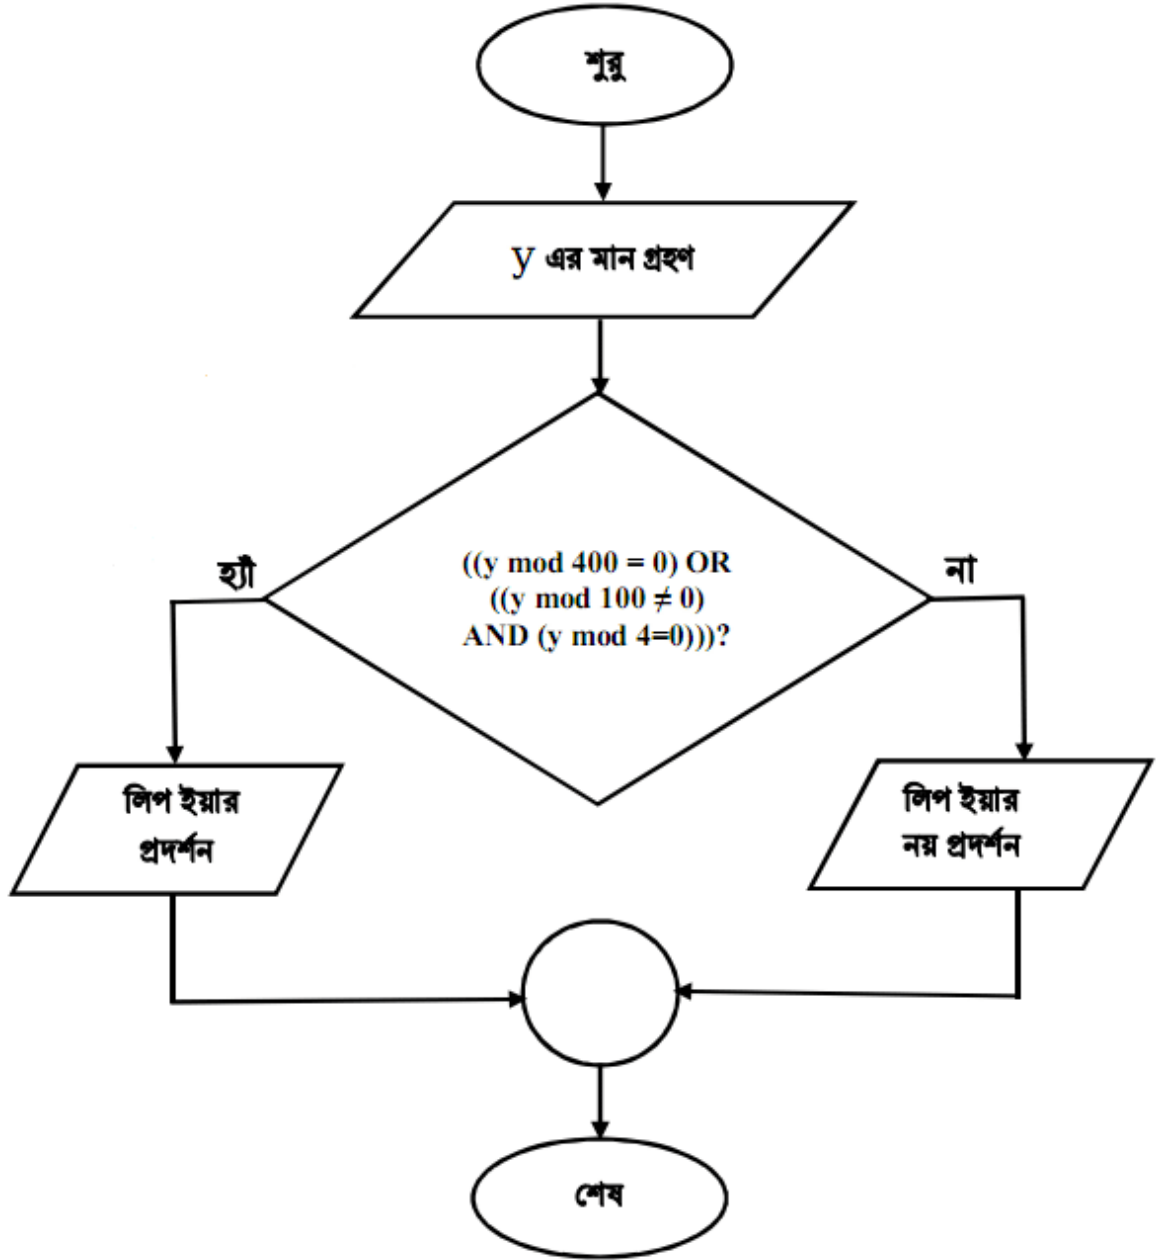 শুরু
y এর মান গ্রহণ
((y mod 400 = 0) OR
((y mod 100 ≠ 0)
AND (y mod 4=0)))?
হ্যাঁ
না
লিপ ইয়ার
প্রদর্শন
লিপ ইয়ার
নয় প্রদর্শন
শেষ